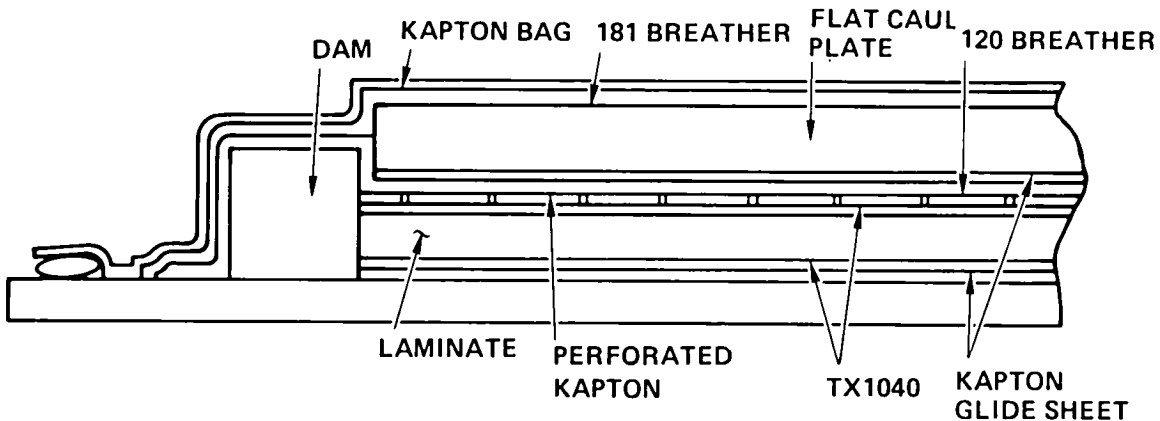 DAM
KAPTON BAG
181 BREATHER
FLAT CAUL
PLATE
120 BREATHER
LAMINATE
PERFORATED
KAPTON
TX1040
KAPTON
GLIDE SHEET